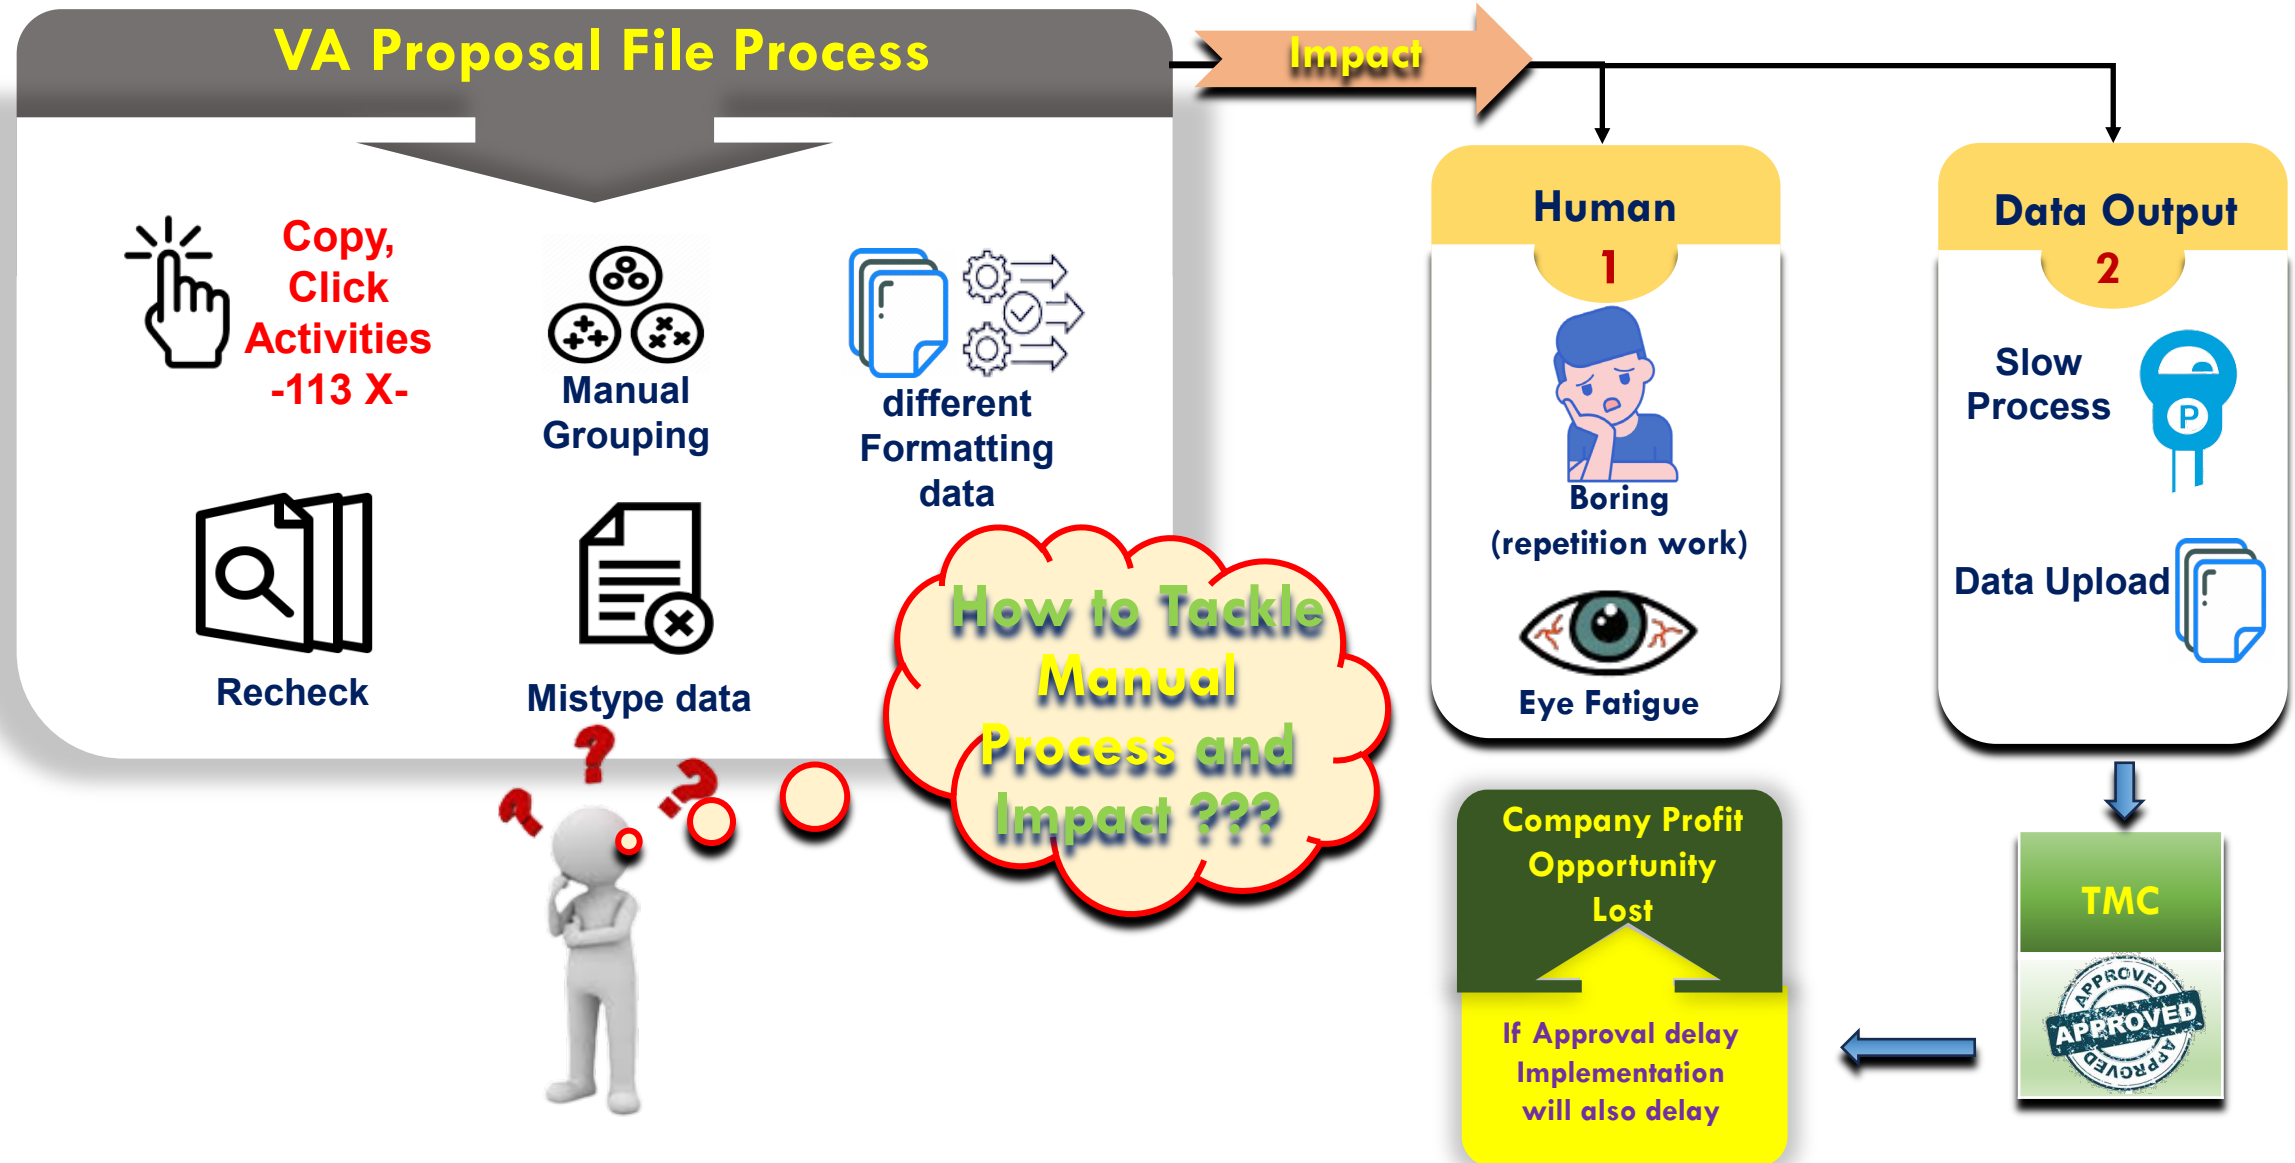 VA Proposal File Process
Impact
Copy,
Click
Activities
-113 X-
Manual
Grouping
different
Formatting
data
Recheck
Mistype data
How to Tackle
Manual
Process and
Impact ???
Human
1
Boring
(repetition work)
Eye Fatigue
Data Output
2
Slow
Process
P
Data Upload
TMC
APPROVED
APPROVED
APPROVED
Company Profit
Opportunity
Lost
If Approval delay
Implementation
will also delay